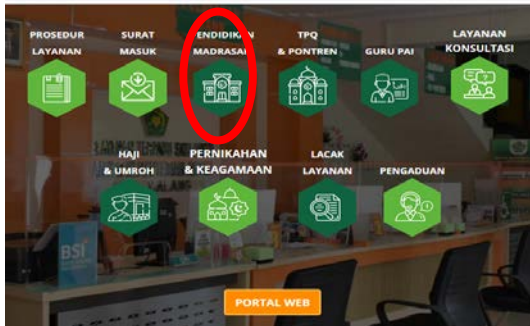 PROSEDUR
LAYANAN
SURAT
MASUK
ENDIDIKAN
MADRASAH
TPQ
& PONTREN
GURU PAI
LAYANAN
KONSULTASI
HAJI
& UMROH
PERNIKAHAN
& KEAGAMAAN
LACAK
LAYANAN
PENGADUAN
BSI
PORTAL WEB